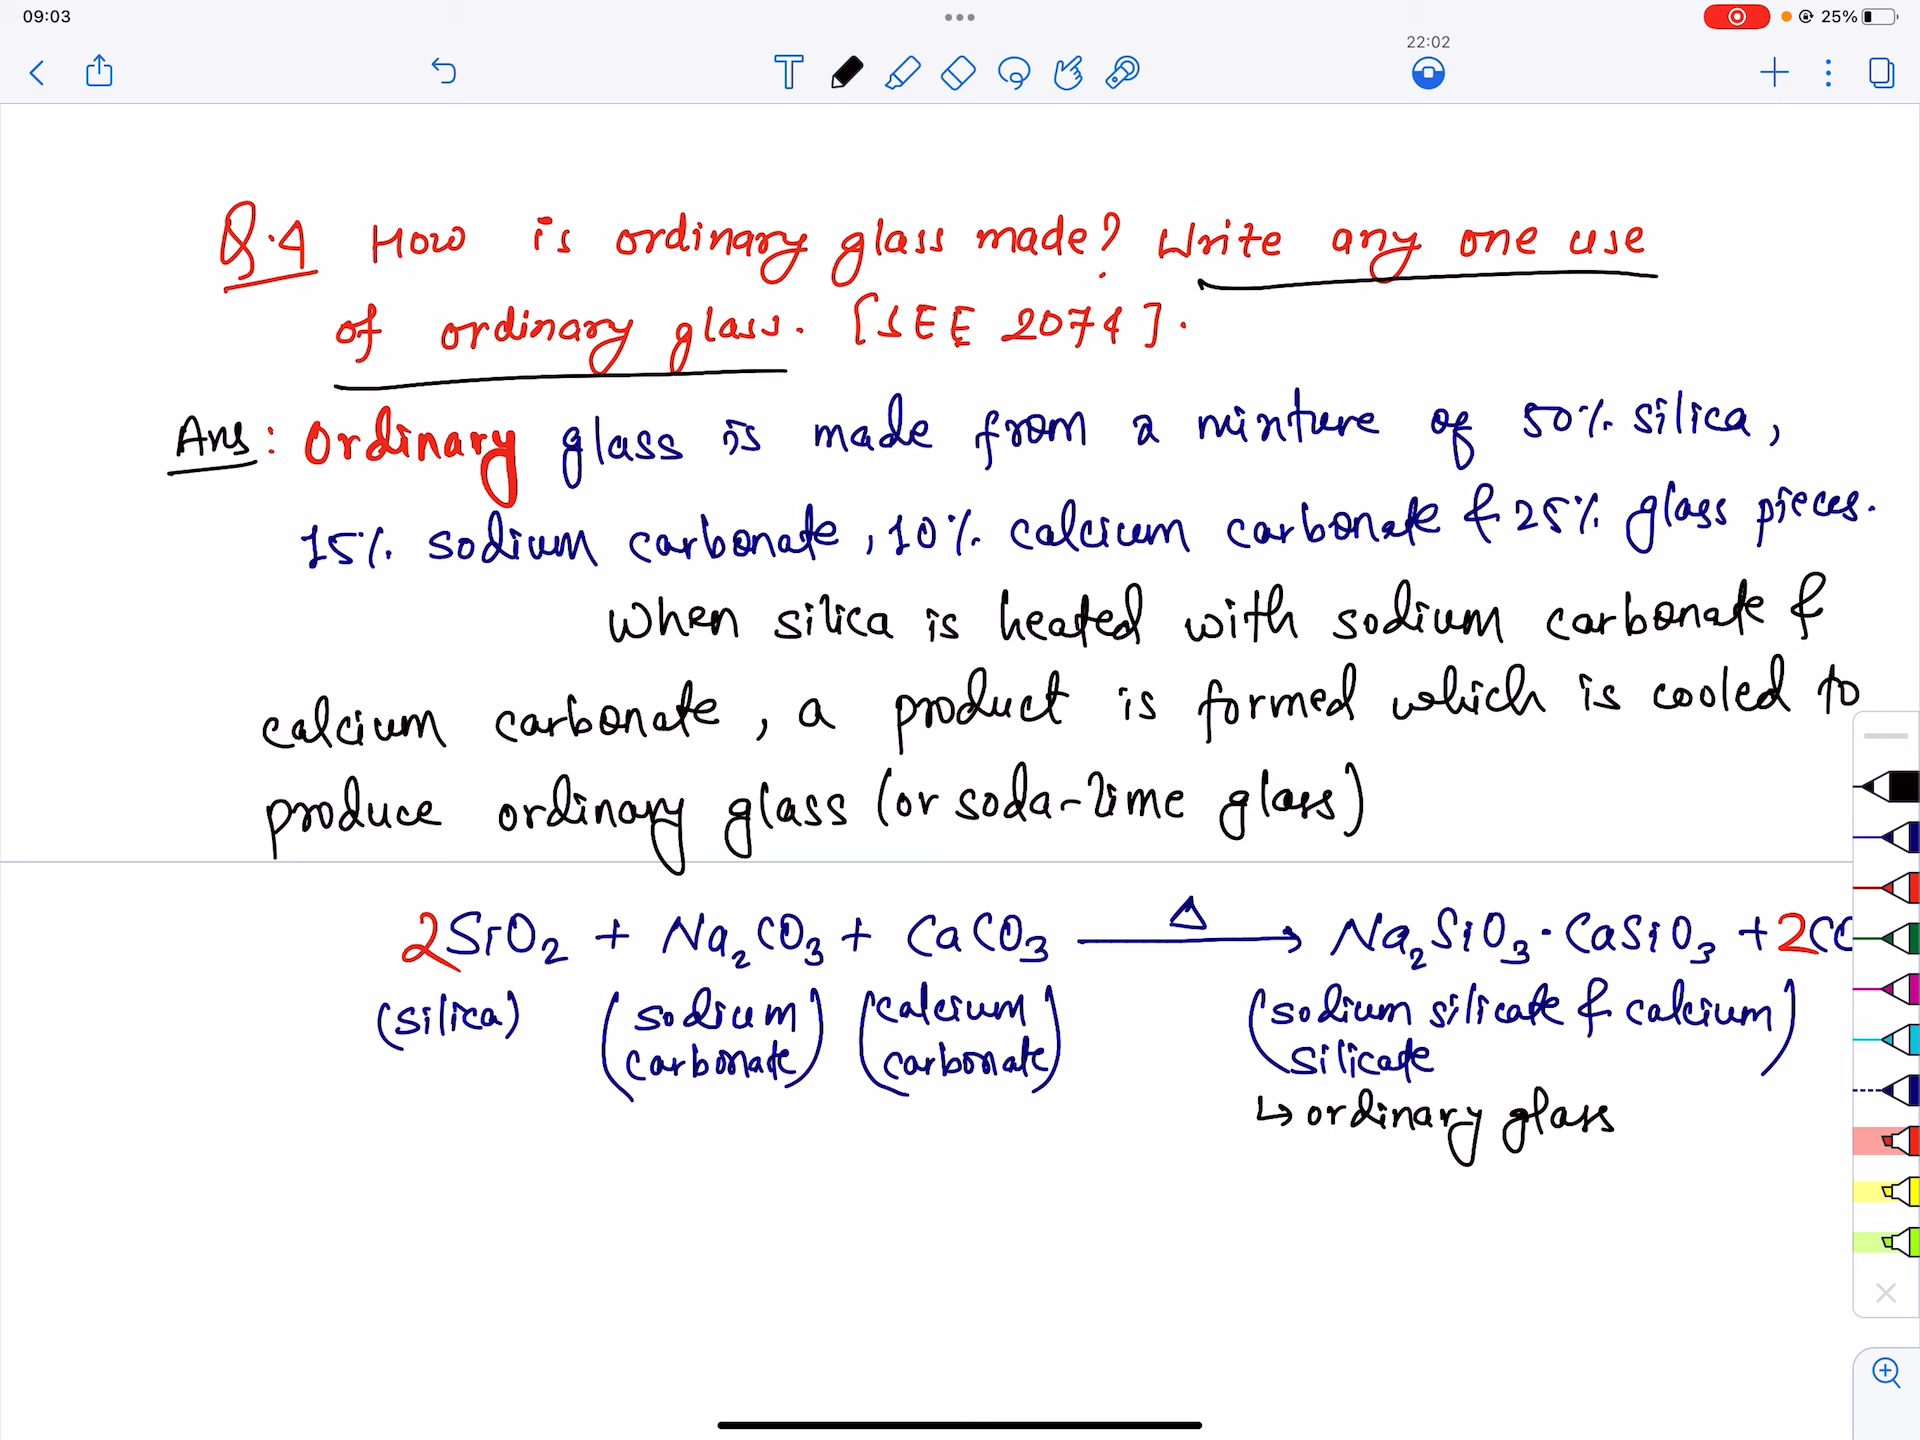 09:03
25%
22:02
Q.4 How is ordinary glass made? Write any one use
of ordinary glass. [SEE 2074].
Ans: Ordinary glass is made from a mixture of 50% silica,
15% sodium carbonate, 10% calcium carbonate & 25% glass pieces.
When silica is heated with sodium carbonate &
calcium carbonate, a product is formed which is cooled to
produce ordinary glass (or soda-lime glass)
2SiO₂ + Na₂CO₃ + CaCO₃ —Δ→ Na₂SiO₃·CaSiO₃ + 2CO
(silica) (sodium carbonate) (calcium carbonate) (sodium silicate & calcium silicate)
↳ ordinary glass